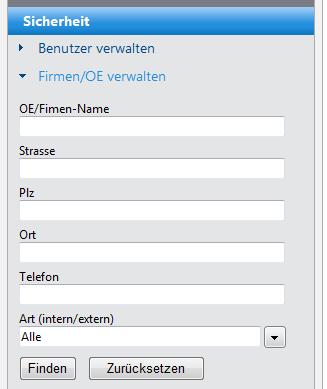 Sicherheit
Benutzer verwalten
Firmen/OE verwalten
OE/Fimen-Name
Strasse
Plz
Ort
Telefon
Art (intern/extern)
Alle
Finden Zurücksetzen